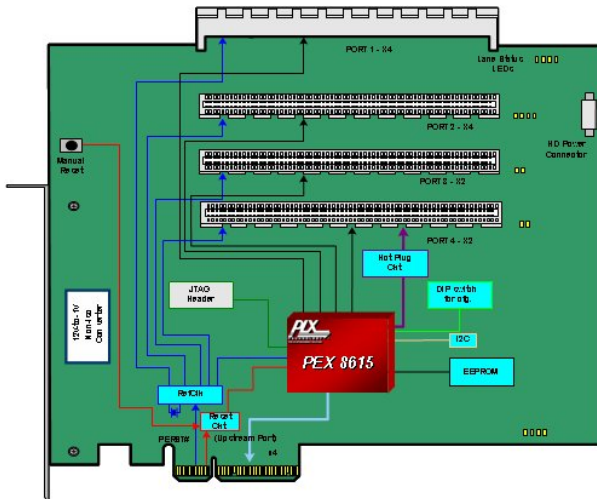 PORT 1 - X4
Lane Status
LEDs
PORT 2 - X4
HD Power
Connector
Manual
Reset
PORT 3 - X2
PORT 4 - X2
Hot Plug
Ckt
JTAG
Header
DIP switch
for cfg.
12V-to-1V
Non-Iso
Converter
PLX
PEX 8615
I2C
EEPROM
RefClk
Reset
Ckt
PERST#
(Upstream Port)
x4